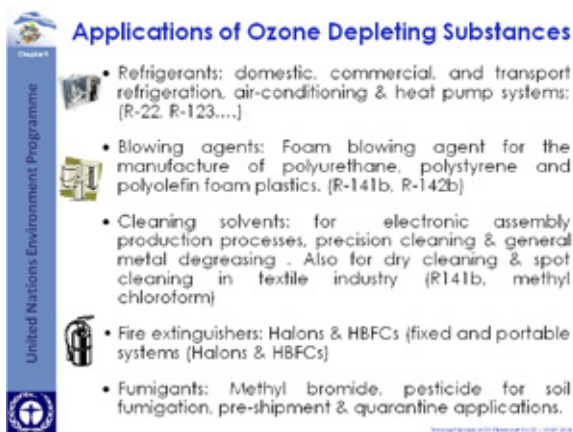 Applications of Ozone Depleting Substances
Chapter1
United Nations Environment Programme
• Refrigerants: domestic, commercial, and transport
refrigeration, air-conditioning & heat pump systems:
(R-22, R-123....)
• Blowing agents: Foam blowing agent for the
manufacture of polyurethane, polystyrene and
polyolefin foam plastics. (R-141b, R-142b)
• Cleaning solvents: for electronic assembly
production processes, precision cleaning & general
metal degreasing . Also for dry cleaning & spot
cleaning in textile industry (R141b, methyl
chloroform)
• Fire extinguishers: Halons & HBFCs (fixed and portable
systems (Halons & HBFCs)
• Fumigants: Methyl bromide, pesticide for soil
fumigation, pre-shipment & quarantine applications.